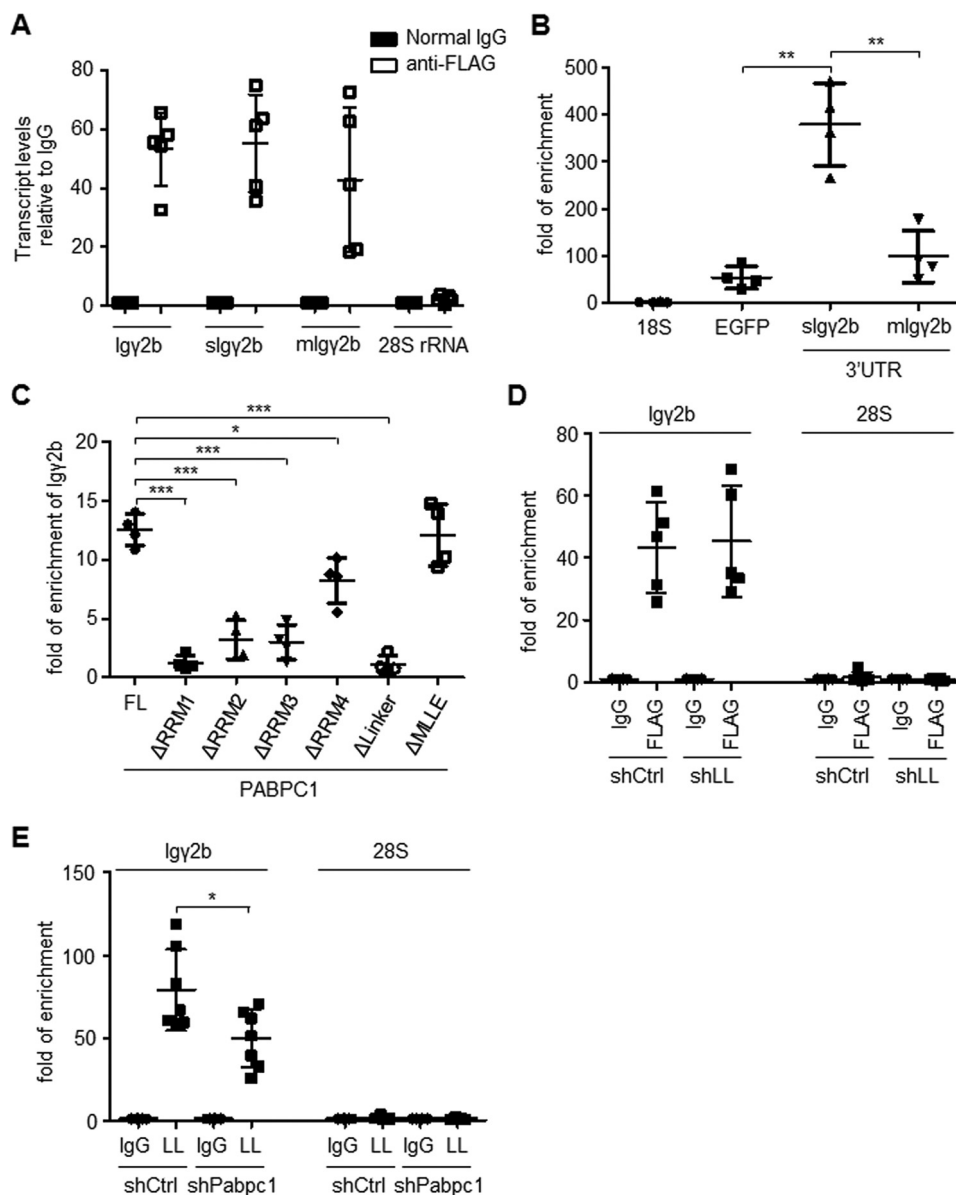 A
Normal IgG
anti-FLAG
Transcript levels
relative to IgG
80
60
40
20
0
Igγ2b
sIgγ2b
mIgγ2b
28S rRNA
B
**
**
fold of enrichment
500
400
300
200
100
0
18S
EGFP
sIgγ2b
mIgγ2b
3'UTR
C
***
*
***
***
***
fold of enrichment of Igγ2b
20
15
10
5
0
FL
ΔRRM1
ΔRRM2
ΔRRM3
ΔRRM4
ΔLinker
ΔMLLE
PABPC1
D
Igγ2b
28S
fold of enrichment
80
60
40
20
0
IgG
FLAG
IgG
FLAG
IgG
FLAG
IgG
FLAG
shCtrl
shLL
shCtrl
shLL
E
Igγ2b
28S
fold of enrichment
150
100
50
0
*
IgG LL IgG LL IgG LL IgG LL
shCtrl shPabpc1 shCtrl shPabpc1